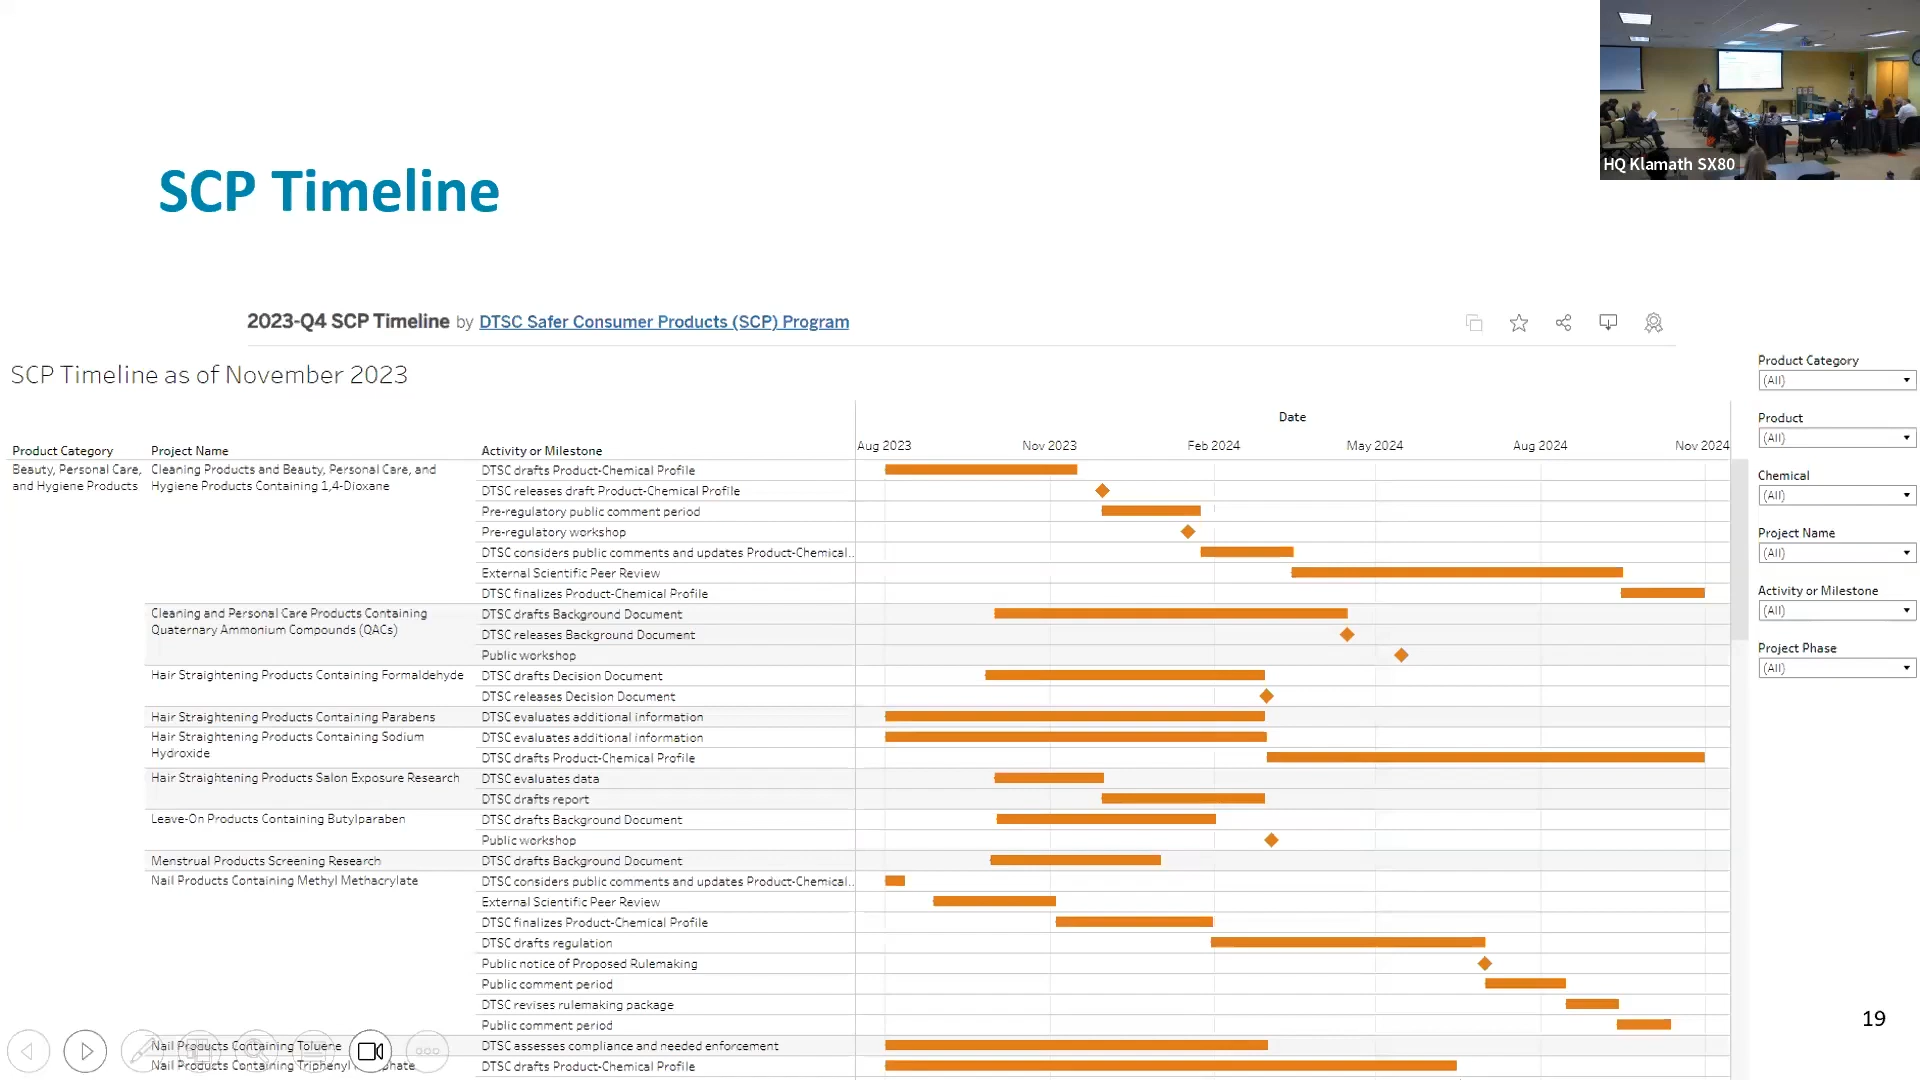 HQ Klamath SX80
SCP Timeline
2023-Q4 SCP Timeline by DTSC Safer Consumer Products (SCP) Program
SCP Timeline as of November 2023
Date
Product Category Project Name Activity or Milestone Aug 2023 Nov 2023 Feb 2024 May 2024 Aug 2024 Nov 2024
Beauty, Personal Care, and Hygiene Products
Cleaning Products and Beauty, Personal Care, and
Hygiene Products Containing 1,4-Dioxane
DTSC drafts Product-Chemical Profile
DTSC releases draft Product-Chemical Profile
Pre-regulatory public comment period
Pre-regulatory workshop
DTSC considers public comments and updates Product-Chemical..
External Scientific Peer Review
DTSC finalizes Product-Chemical Profile
Cleaning and Personal Care Products Containing
Quaternary Ammonium Compounds (QACs)
DTSC drafts Background Document
DTSC releases Background Document
Public workshop
Hair Straightening Products Containing Formaldehyde
DTSC drafts Decision Document
DTSC releases Decision Document
Hair Straightening Products Containing Parabens
DTSC evaluates additional information
Hair Straightening Products Containing Sodium
Hydroxide
DTSC evaluates additional information
DTSC drafts Product-Chemical Profile
Hair Straightening Products Salon Exposure Research
DTSC evaluates data
DTSC drafts report
Leave-On Products Containing Butylparaben
DTSC drafts Background Document
Public workshop
Menstrual Products Screening Research
DTSC drafts Background Document
Nail Products Containing Methyl Methacrylate
DTSC considers public comments and updates Product-Chemical..
External Scientific Peer Review
DTSC finalizes Product-Chemical Profile
DTSC drafts regulation
Public notice of Proposed Rulemaking
Public comment period
DTSC revises rulemaking package
Public comment period
Nail Products Containing Toluene
DTSC assesses compliance and needed enforcement
Nail Products Containing Triphenyl
DTSC drafts Product-Chemical Profile
Product Category
(All)
Product
(All)
Chemical
(All)
Project Name
(All)
Activity or Milestone
(All)
Project Phase
(All)
19